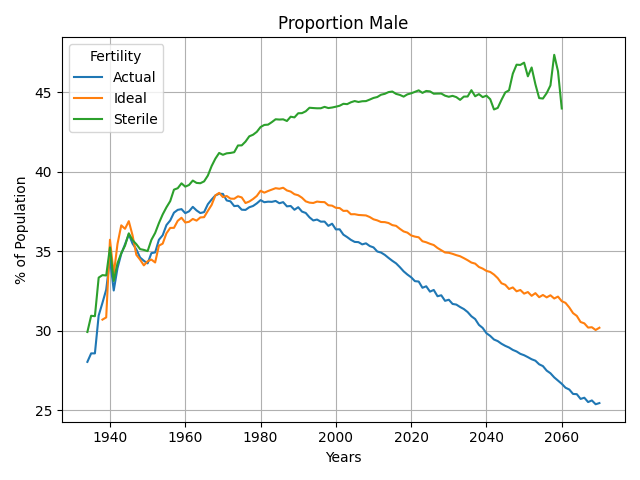 Proportion Male
Fertility
Actual
Ideal
Sterile
% of Population
45
40
35
30
25
1940 1960 1980 2000 2020 2040 2060
Years